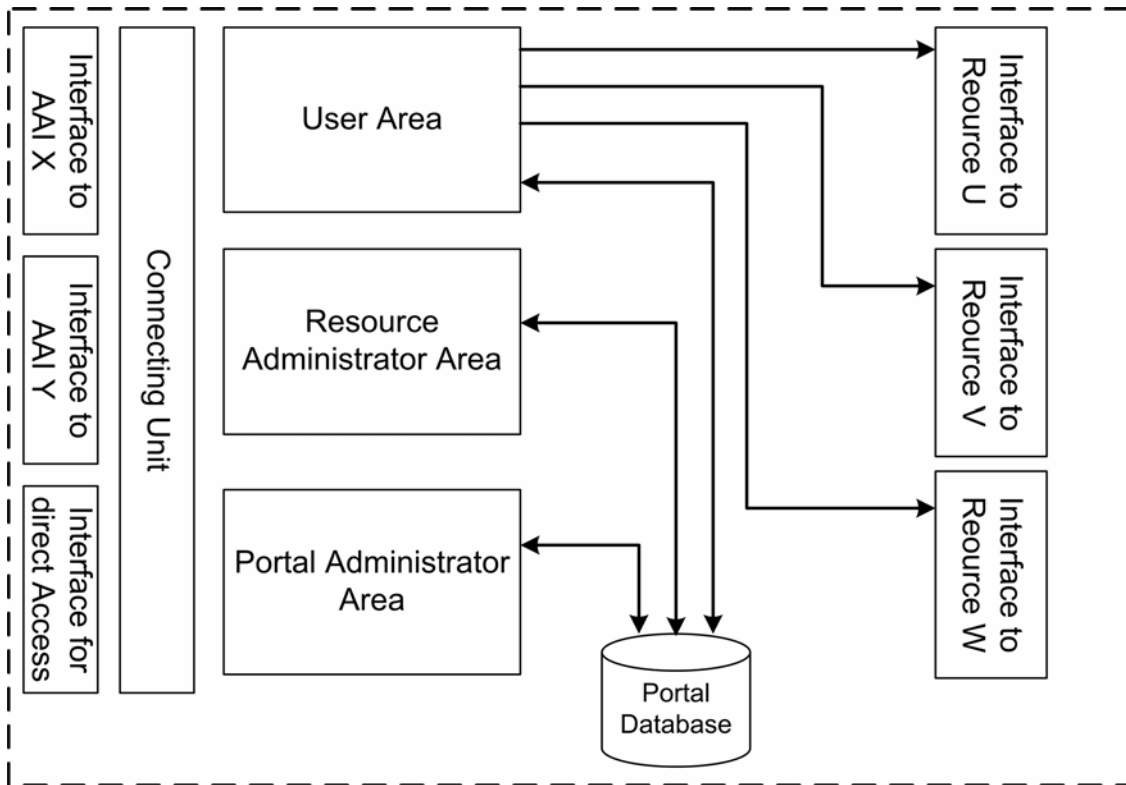 Interface to
AAI X
Interface to
AAI Y
Interface for
direct Access
Connecting Unit
User Area
Resource
Administrator Area
Portal Administrator
Area
Portal
Database
Interface to
Reource U
Interface to
Reource V
Interface to
Reource W